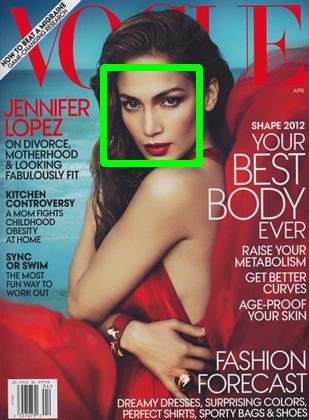 HOW TO BEAT A MIGRAINE
GAME-CHANGING RESEARCH
VOGUE
APR
JENNIFER
LOPEZ
ON DIVORCE,
MOTHERHOOD
& LOOKING
FABULOUSLY FIT
KITCHEN
CONTROVERSY
A MOM FIGHTS
CHILDHOOD
OBESITY
AT HOME
SYNC
OR SWIM
THE MOST
FUN WAY TO
WORK OUT
SHAPE 2012
YOUR
BEST
BODY
EVER
RAISE YOUR
METABOLISM
GET BETTER
CURVES
AGE-PROOF
YOUR SKIN
FASHION
FORECAST
DREAMY DRESSES, SURPRISING COLORS,
PERFECT SHIRTS, SPORTY BAGS & SHOES